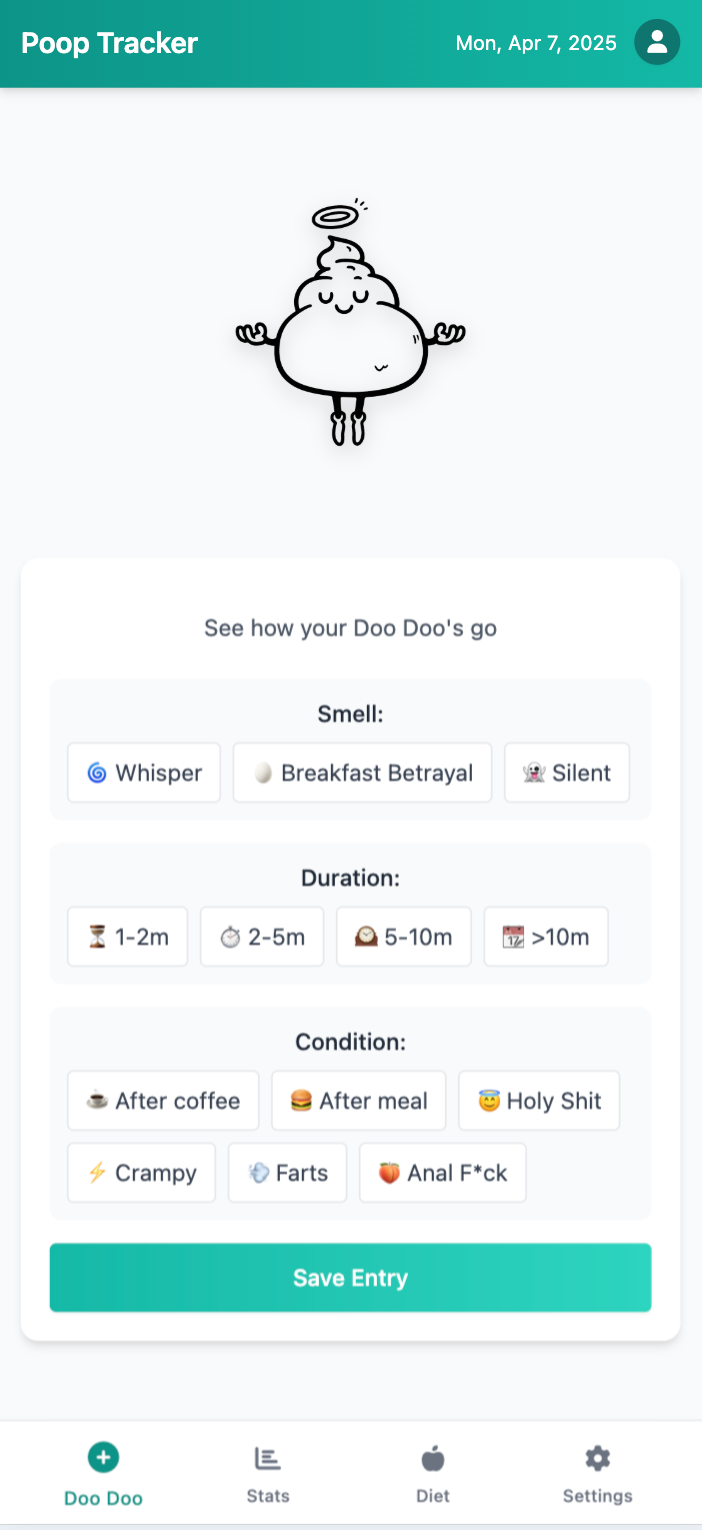 Poop Tracker
Mon, Apr 7, 2025
See how your Doo Doo's go
Smell:
🌀 Whisper 🥚 Breakfast Betrayal 👻 Silent
Duration:
⏳ 1-2m ⏱️ 2-5m 🕰️ 5-10m 📆 >10m
Condition:
☕ After coffee 🍔 After meal 😇 Holy Shit
⚡ Crampy 💨 Farts 🍑 Anal F*ck
Save Entry
Doo Doo Stats Diet Settings